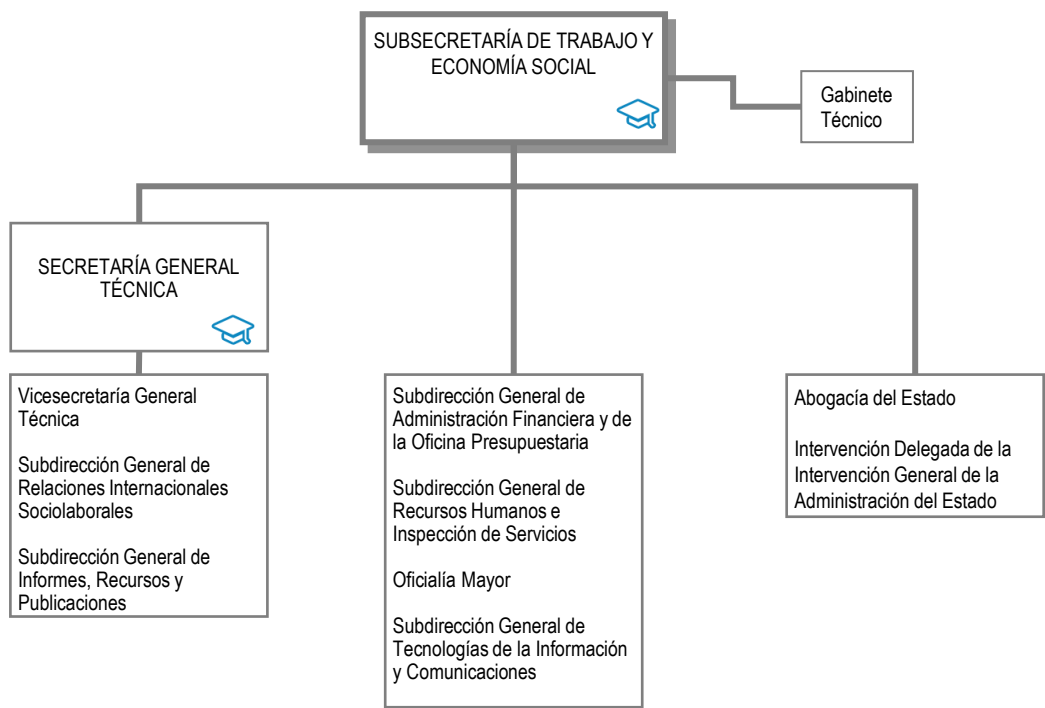 SUBSECRETARÍA DE TRABAJO Y
ECONOMÍA SOCIAL
Gabinete
Técnico
SECRETARÍA GENERAL
TÉCNICA
Vicesecretaría General
Técnica
Subdirección General de
Relaciones Internacionales
Sociolaborales
Subdirección General de
Informes, Recursos y
Publicaciones
Subdirección General de
Administración Financiera y de
la Oficina Presupuestaria
Subdirección General de
Recursos Humanos e
Inspección de Servicios
Oficialía Mayor
Subdirección General de
Tecnologías de la Información
y Comunicaciones
Abogacía del Estado
Intervención Delegada de la
Intervención General de la
Administración del Estado